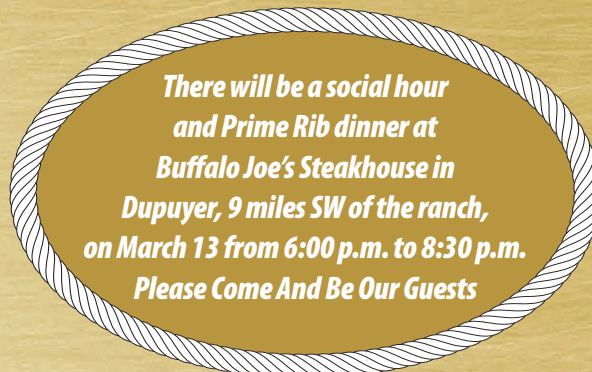 There will be a social hour
and Prime Rib dinner at
Buffalo Joe's Steakhouse in
Dupuyer, 9 miles SW of the ranch,
on March 13 from 6:00 p.m. to 8:30 p.m.
Please Come And Be Our Guests